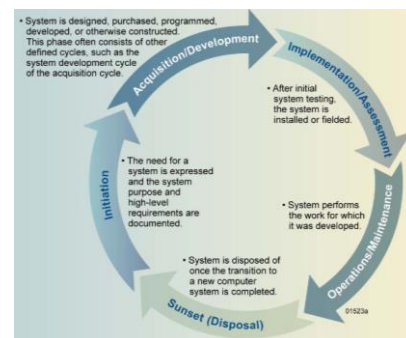 • System is designed, purchased, programmed,
developed, or otherwise constructed.
This phase often consists of other
defined cycles, such as the
system development cycle
of the acquisition cycle.
Acquisition/Development
Implementation/Assessment
• After initial
system testing,
the system is
installed or fielded.
Operations/Maintenance
• System performs
the work for which
it was developed.
Sunset (Disposal)
• System is disposed of
once the transition to
a new computer
system is completed.
Initiation
• The need for a
system is expressed
and the system
purpose and
high-level
requirements are
documented.
01523a